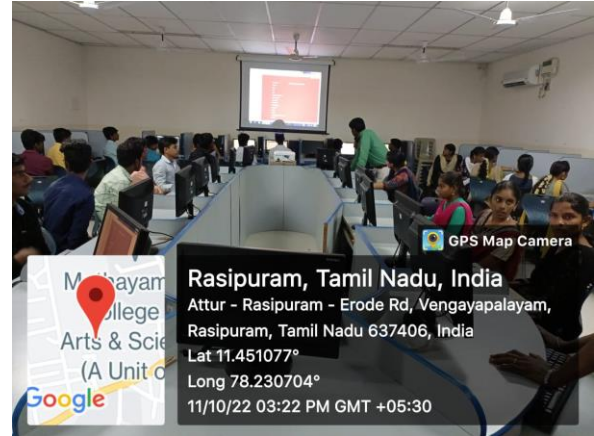 GPS Map Camera
Rasipuram, Tamil Nadu, India
Attur - Rasipuram - Erode Rd, Vengayapalayam,
Rasipuram, Tamil Nadu 637406, India
Lat 11.451077°
Long 78.230704°
11/10/22 03:22 PM GMT +05:30
Arts & Scie
(A Unit o
Google